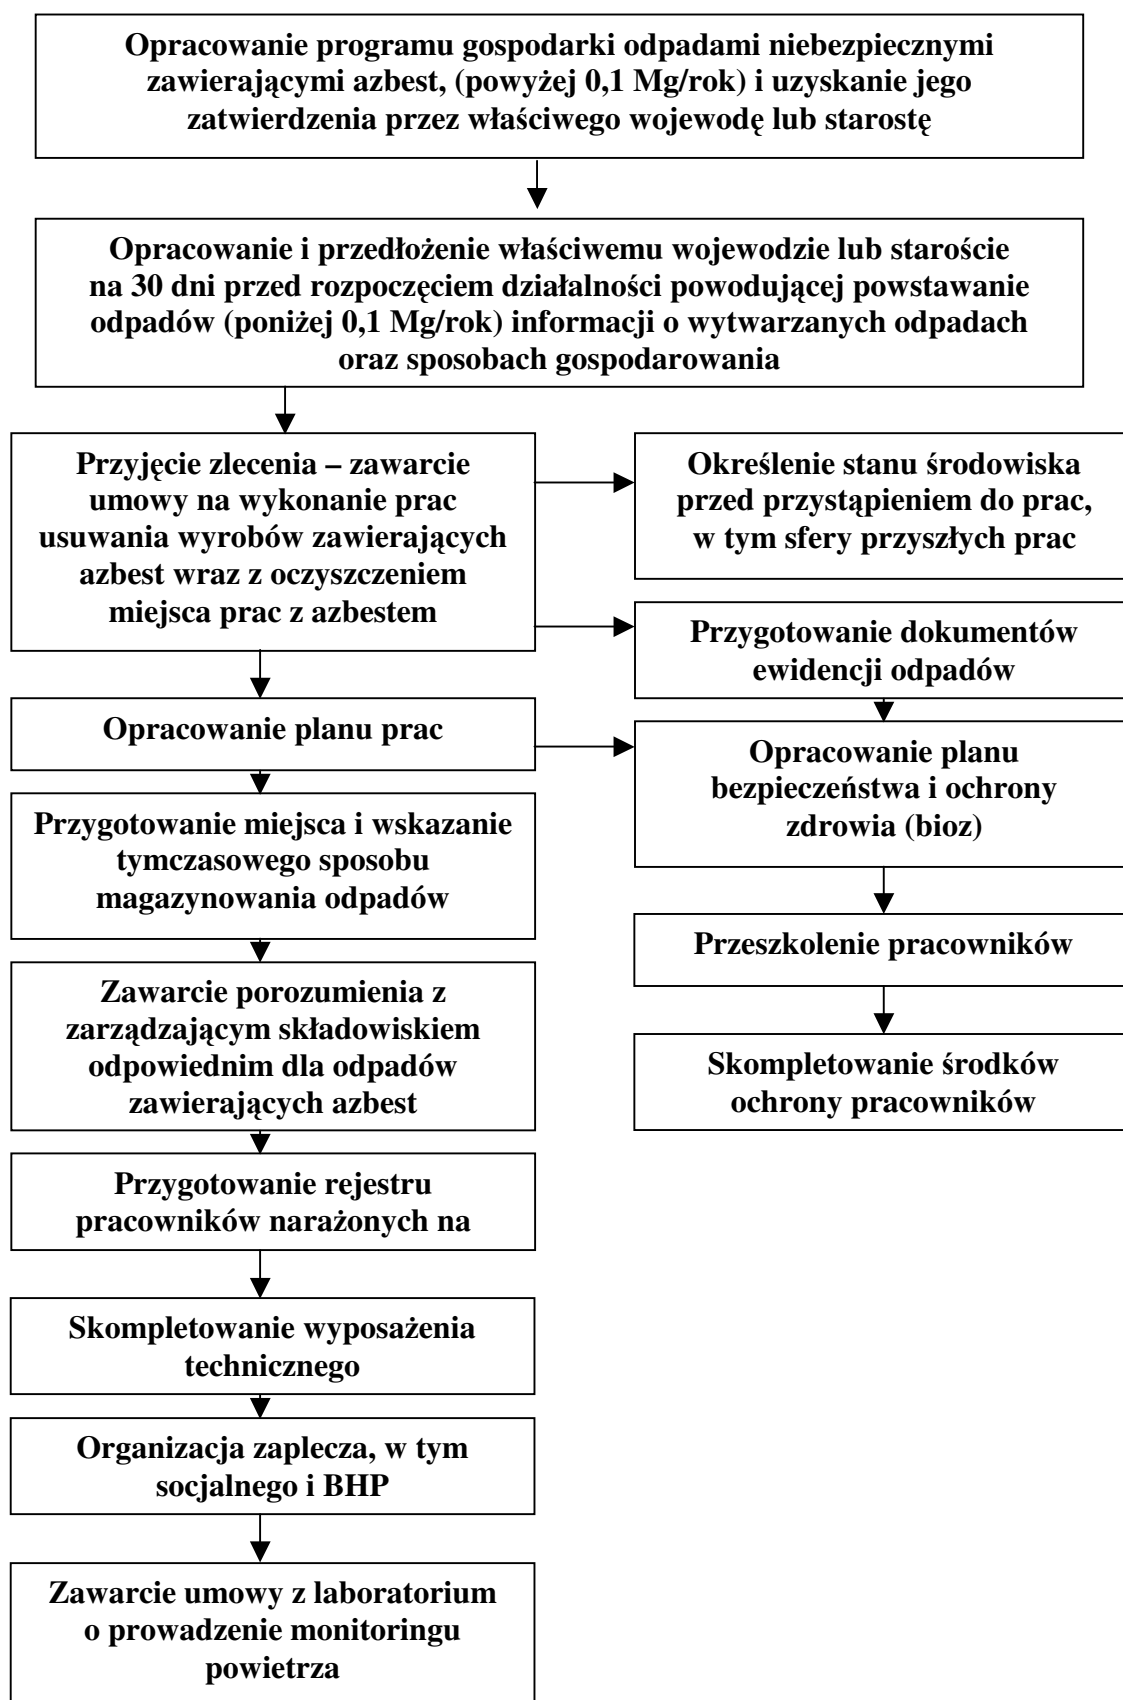 Opracowanie programu gospodarki odpadami niebezpiecznymi
zawierającymi azbest, (powyżej 0,1 Mg/rok) i uzyskanie jego
zatwierdzenia przez właściwego wojewodę lub starostę
Opracowanie i przedłożenie właściwemu wojewodzie lub staroście
na 30 dni przed rozpoczęciem działalności powodującej powstawanie
odpadów (poniżej 0,1 Mg/rok) informacji o wytwarzanych odpadach
oraz sposobach gospodarowania
Przyjęcie zlecenia – zawarcie
umowy na wykonanie prac
usuwania wyrobów zawierających
azbest wraz z oczyszczeniem
miejsca prac z azbestem
Określenie stanu środowiska
przed przystąpieniem do prac,
w tym sfery przyszłych prac
Przygotowanie dokumentów
ewidencji odpadów
Opracowanie planu prac
Opracowanie planu
bezpieczeństwa i ochrony
zdrowia (bioz)
Przygotowanie miejsca i wskazanie
tymczasowego sposobu
magazynowania odpadów
Przeszkolenie pracowników
Zawarcie porozumienia z
zarządzającym składowiskiem
odpowiednim dla odpadów
zawierających azbest
Skompletowanie środków
ochrony pracowników
Przygotowanie rejestru
pracowników narażonych na
Skompletowanie wyposażenia
technicznego
Organizacja zaplecza, w tym
socjalnego i BHP
Zawarcie umowy z laboratorium
o prowadzenie monitoringu
powietrza